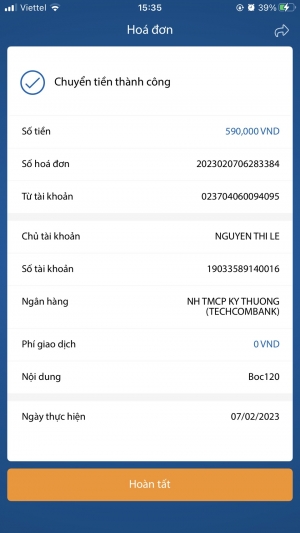 Viettel 15:35 39%
Hoá đơn
Chuyển tiền thành công
Số tiền 590,000 VND
Số hoá đơn 2023020706283384
Từ tài khoản 023704060094095
Chủ tài khoản NGUYEN THI LE
Số tài khoản 19033589140016
Ngân hàng NH TMCP KY THUONG
(TECHCOMBANK)
Phí giao dịch 0 VND
Nội dung Boc120
Ngày thực hiện 07/02/2023
Hoàn tất